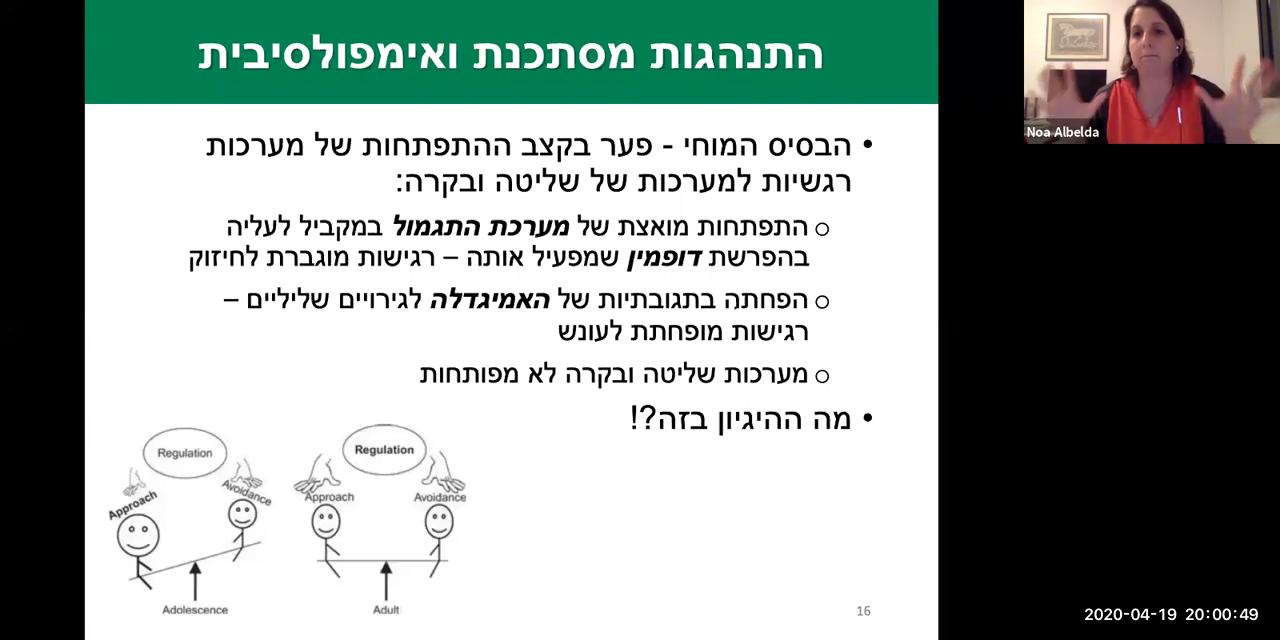 התנהגות מסתכנת ואימפולסיבית
• הבסיס המוחי - פער בקצב ההתפתחות של מערכות
רגשיות למערכות של שליטה ובקרה:
○ התפתחות מואצת של מערכת התגמול במקביל לעליה
בהפרשת דופמין שמפעיל אותה – רגישות מוגברת לחיזוק
○ הפחתה בתגובתיות של האמיגדלה לגירויים שליליים –
רגישות מופחתת לעונש
○ מערכות שליטה ובקרה לא מפותחות
• מה ההיגיון בזה?!
Regulation
Approach
Avoidance
Adolescence
Regulation
Approach
Avoidance
Adult
16
Noa Albelda
2020-04-19 20:00:49